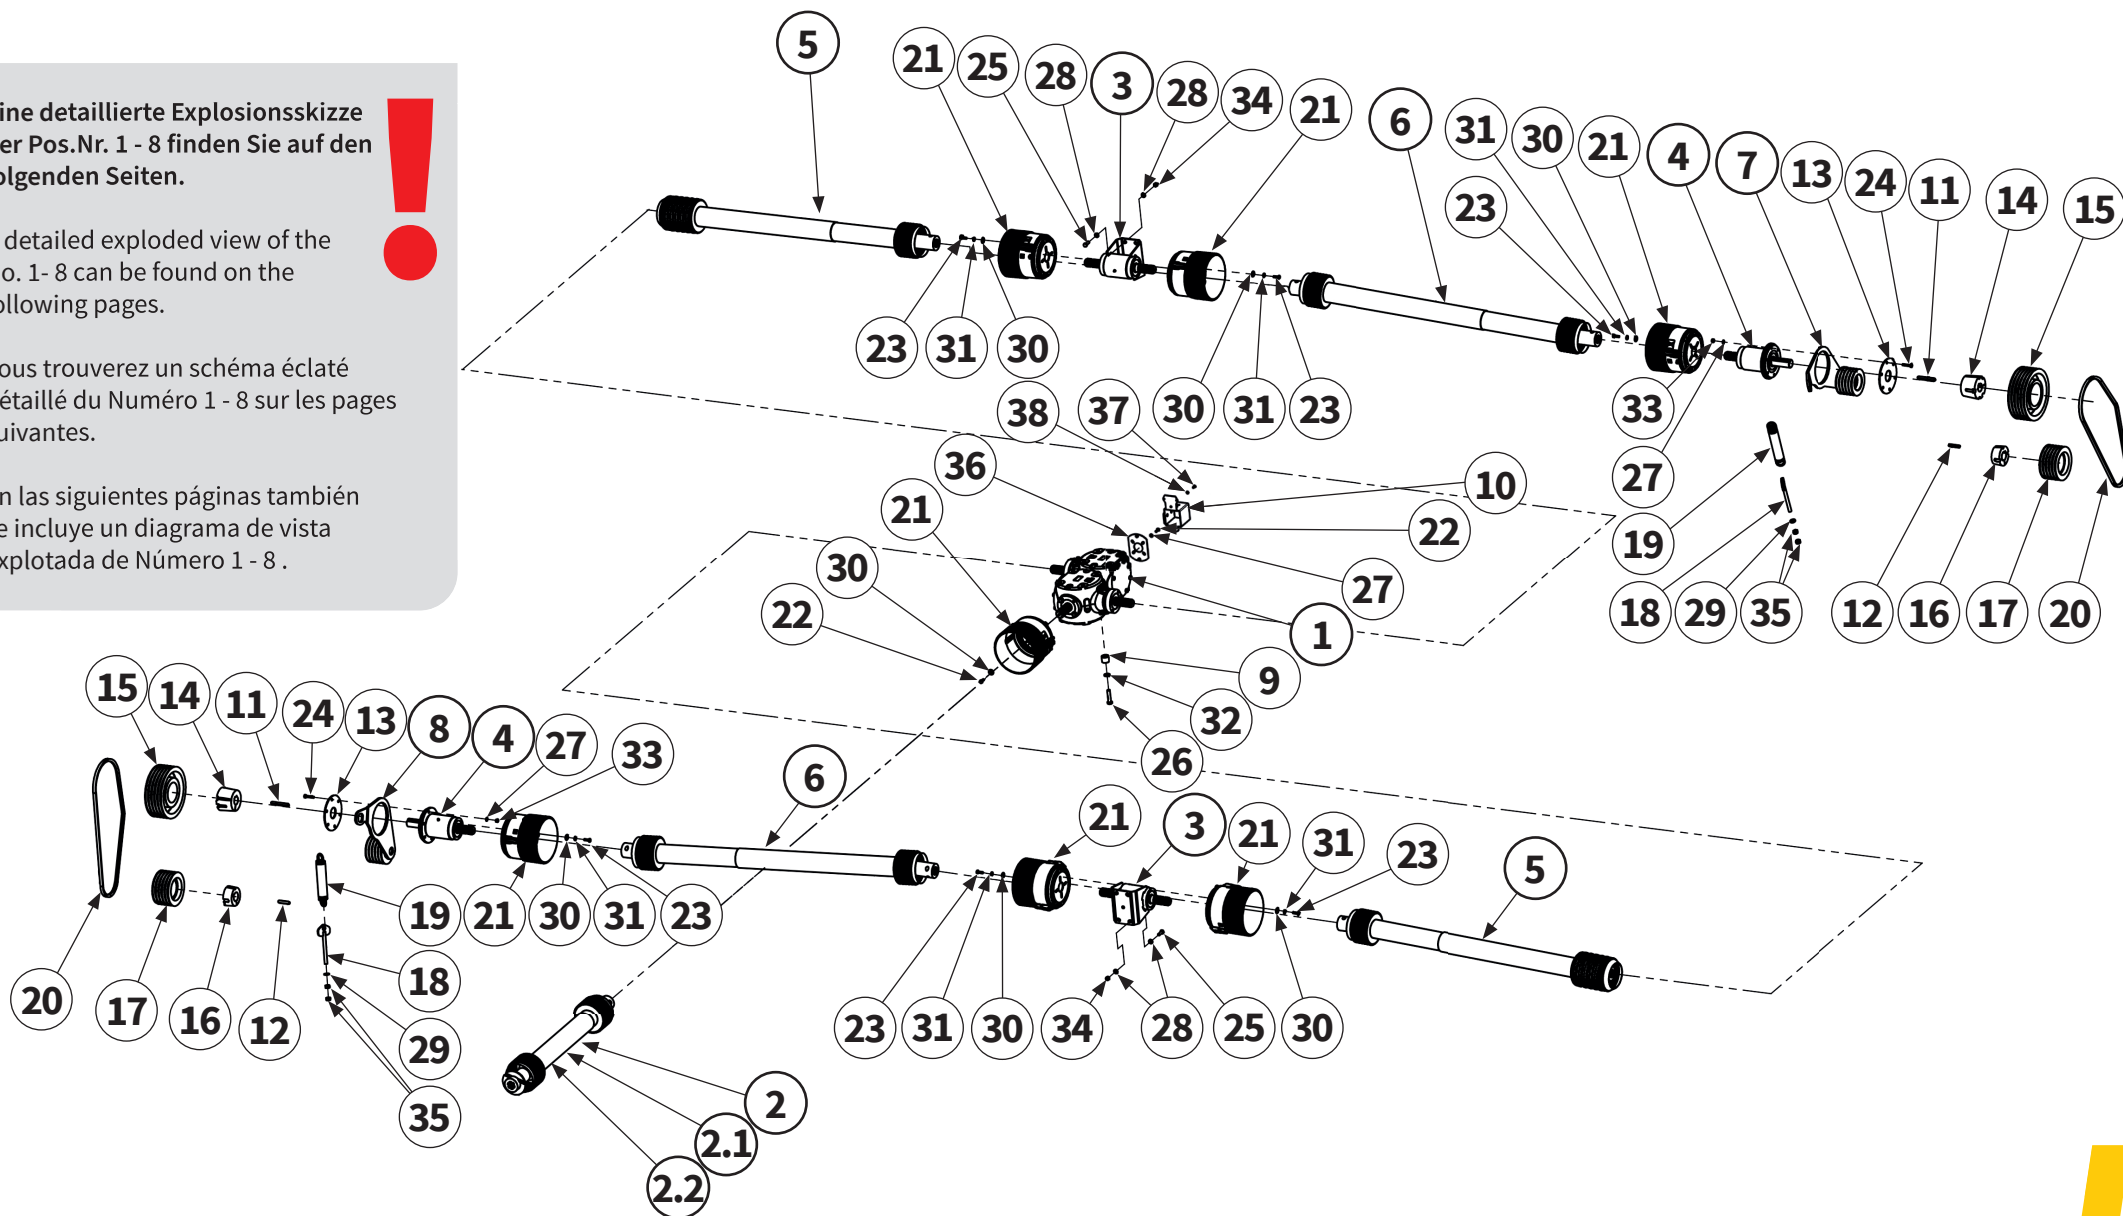 ine detaillierte Explosionsskizze
er Pos.Nr. 1 - 8 finden Sie auf den
olgenden Seiten.
detailed exploded view of the
o. 1- 8 can be found on the
ollowing pages.
ous trouverez un schéma éclaté
étaillé du Numéro 1 - 8 sur les pages
uivantes.
n las siguientes páginas también
e incluye un diagrama de vista
xplotada de Número 1 - 8 .
!
5 21 25 28 3 28 34 21 6 31 30 21 4 7 13 24 11 14 15
23
23 31 30 30 31 23 33
38 37
27
36 10
21 22
19
30 27
22 1
18 29 35 12 16 17 20
9
32
26
15 14 11 24 13 8 4 27 33 6
21 3 21 31 23 5
19 21 30 31 23
18
20 17 16 12
29
35
23 31 30 34 28 25 30
2
2.1
2.2